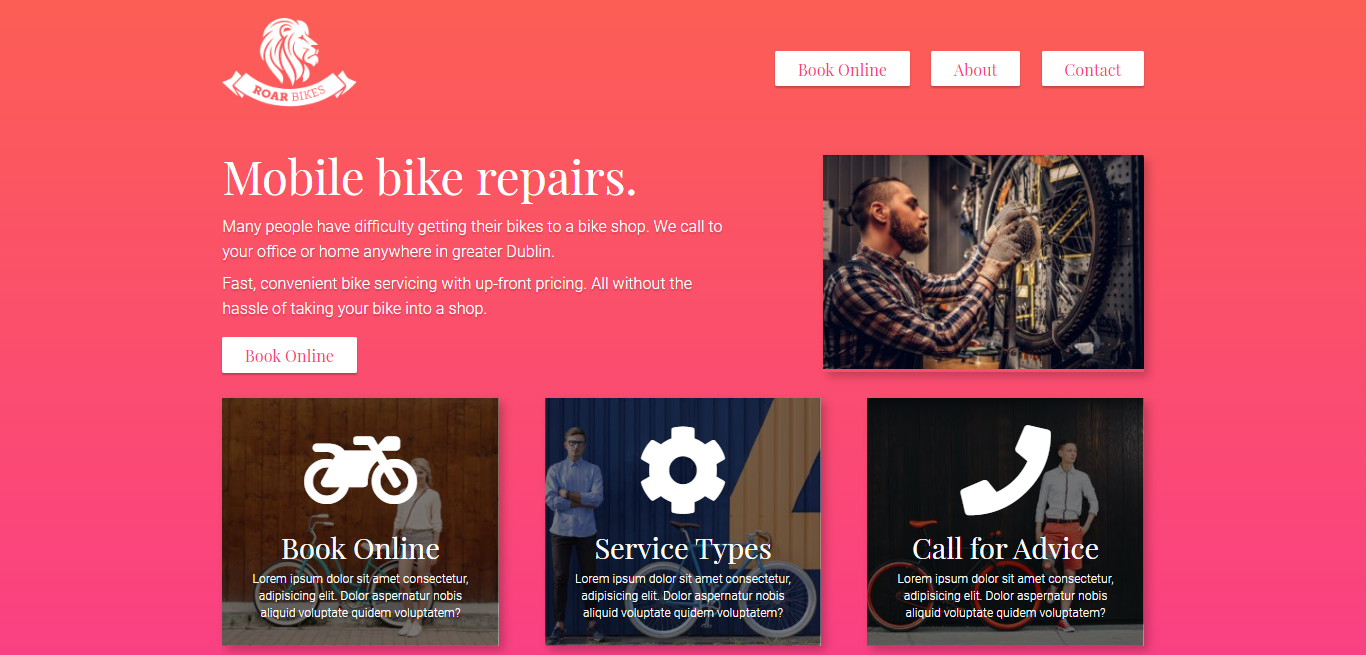 ROAR BIKES
Book Online
About
Contact
Mobile bike repairs.
Many people have difficulty getting their bikes to a bike shop. We call to
your office or home anywhere in greater Dublin.
Fast, convenient bike servicing with up-front pricing. All without the
hassle of taking your bike into a shop.
Book Online
Book Online
Lorem ipsum dolor sit amet consectetur,
adipisicing elit. Dolor aspernatur nobis
aliquid voluptate quidem voluptatem?
Service Types
Lorem ipsum dolor sit amet consectetur,
adipisicing elit. Dolor aspernatur nobis
aliquid voluptate quidem voluptatem?
Call for Advice
Lorem ipsum dolor sit amet consectetur,
adipisicing elit. Dolor aspernatur nobis
aliquid voluptate quidem voluptatem?